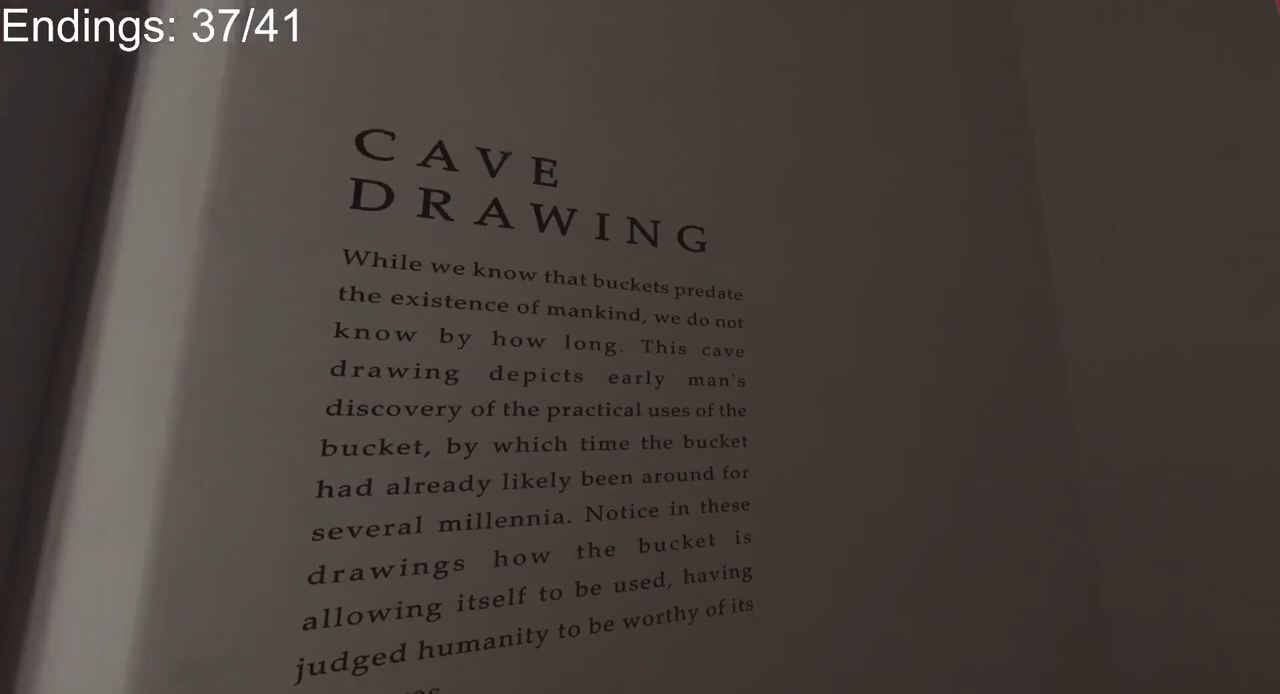 Endings: 37/41
CAVE
DRAWING
While we know that buckets predate
the existence of mankind, we do not
know by how long. This cave
drawing depicts early man's
discovery of the practical uses of the
bucket, by which time the bucket
had already likely been around for
several millennia. Notice in these
drawings how the bucket is
allowing itself to be used, having
judged humanity to be worthy of its